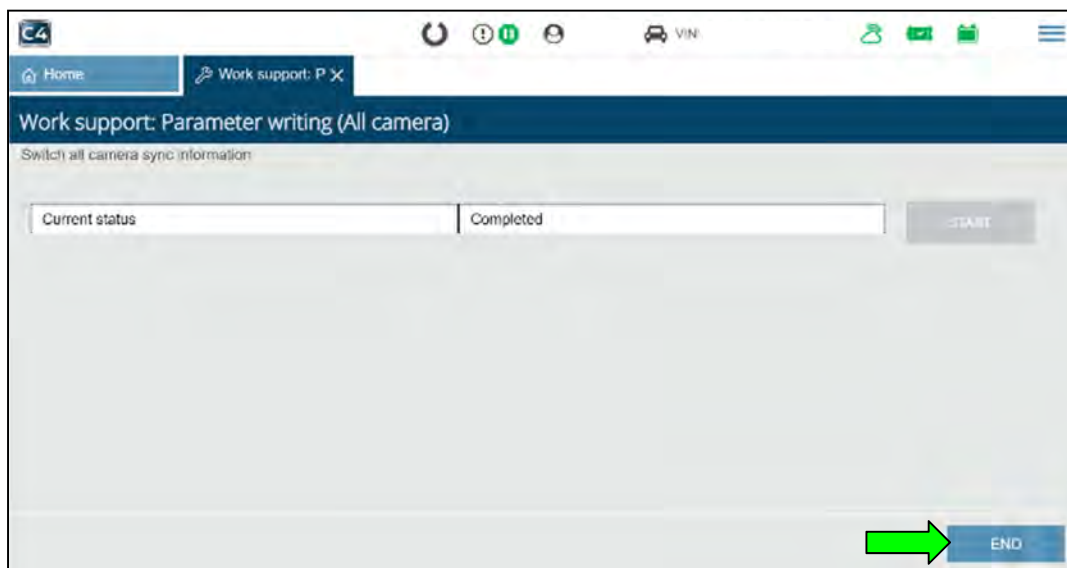 C4
VIN
Home
Work support: P X
Work support: Parameter writing (All camera)
Switch all camera sync information
Current status
Completed
START
END